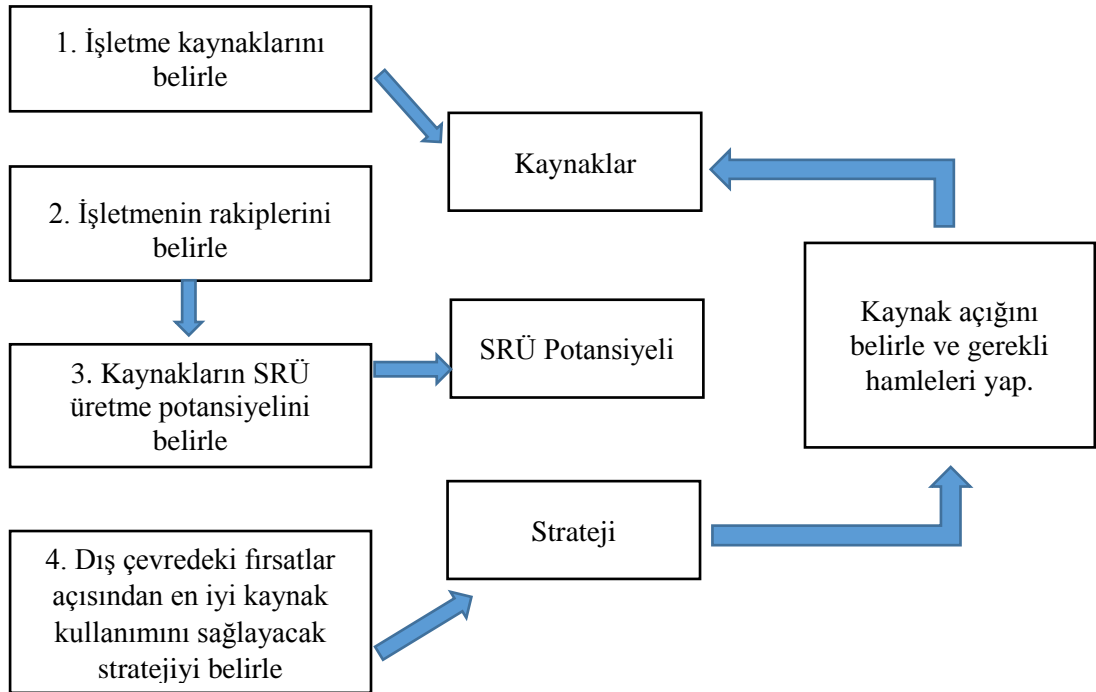 1. İşletme kaynaklarını
belirle
Kaynaklar
2. İşletmenin rakiplerini
belirle
SRÜ Potansiyeli
Kaynak açığını
belirle ve gerekli
hamleleri yap.
3. Kaynakların SRÜ
üretme potansiyelini
belirle
Strateji
4. Dış çevredeki fırsatlar
açısından en iyi kaynak
kullanımını sağlayacak
stratejiyi belirle